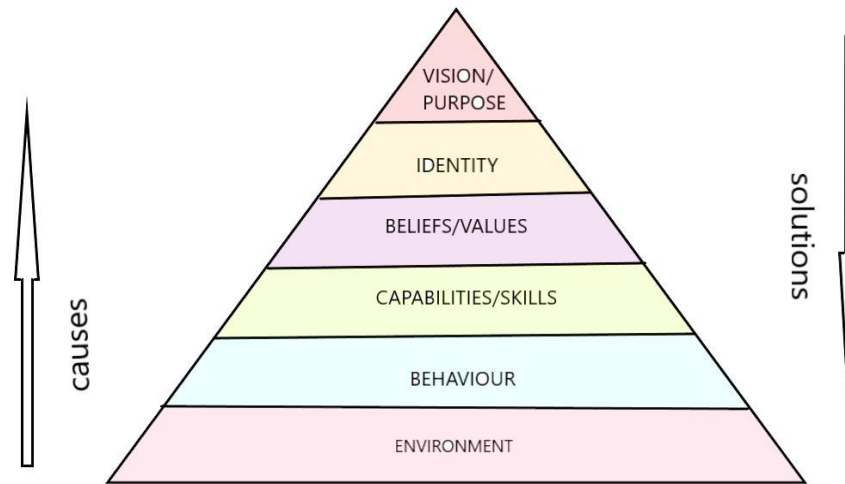 VISION/
PURPOSE
IDENTITY
BELIEFS/VALUES
CAPABILITIES/SKILLS
BEHAVIOUR
ENVIRONMENT
causes
solutions